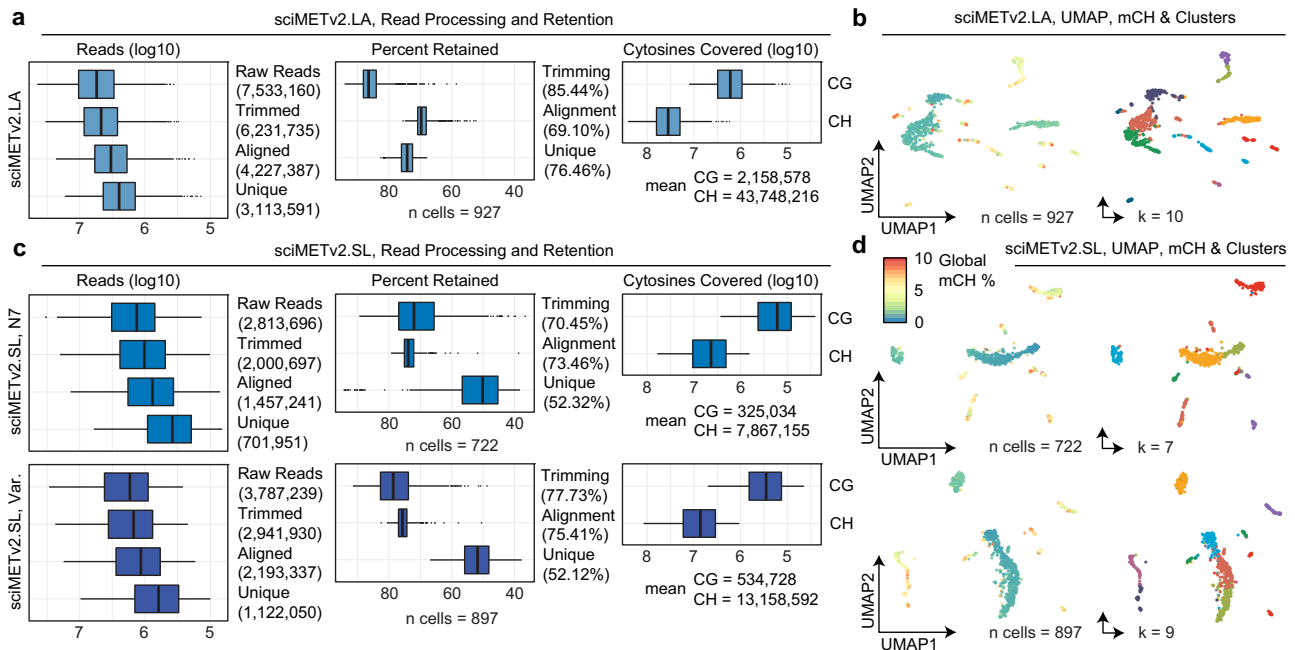 a
sciMETv2.LA, Read Processing and Retention
Reads (log10)
Percent Retained
Cytosines Covered (log10)
sciMETv2.LA
Raw Reads
(7,533,160)
Trimmed
(6,231,735)
Aligned
(4,227,387)
Unique
(3,113,591)
7 6 5
Trimming
(85.44%)
Alignment
(69.10%)
Unique
(76.46%)
80 60 40
n cells = 927
CG
CH
8 7 6 5
mean
CG = 2,158,578
CH = 43,748,216
b
sciMETv2.LA, UMAP, mCH & Clusters
UMAP2
UMAP1
n cells = 927
k = 10
c
sciMETv2.SL, Read Processing and Retention
Reads (log10)
Percent Retained
Cytosines Covered (log10)
sciMETv2.SL, N7
Raw Reads
(2,813,696)
Trimmed
(2,000,697)
Aligned
(1,457,241)
Unique
(701,951)
Trimming
(70.45%)
Alignment
(73.46%)
Unique
(52.32%)
80 60 40
n cells = 722
CG
CH
8 7 6 5
mean
CG = 325,034
CH = 7,867,155
sciMETv2.SL, Var.
Raw Reads
(3,787,239)
Trimmed
(2,941,930)
Aligned
(2,193,337)
Unique
(1,122,050)
7 6 5
Trimming
(77.73%)
Alignment
(75.41%)
Unique
(52.12%)
80 60 40
n cells = 897
CG
CH
8 7 6 5
mean
CG = 534,728
CH = 13,158,592
d
sciMETv2.SL, UMAP, mCH & Clusters
10
5
0
Global
mCH %
UMAP2
UMAP1
n cells = 722
k = 7
UMAP2
UMAP1
n cells = 897
k = 9